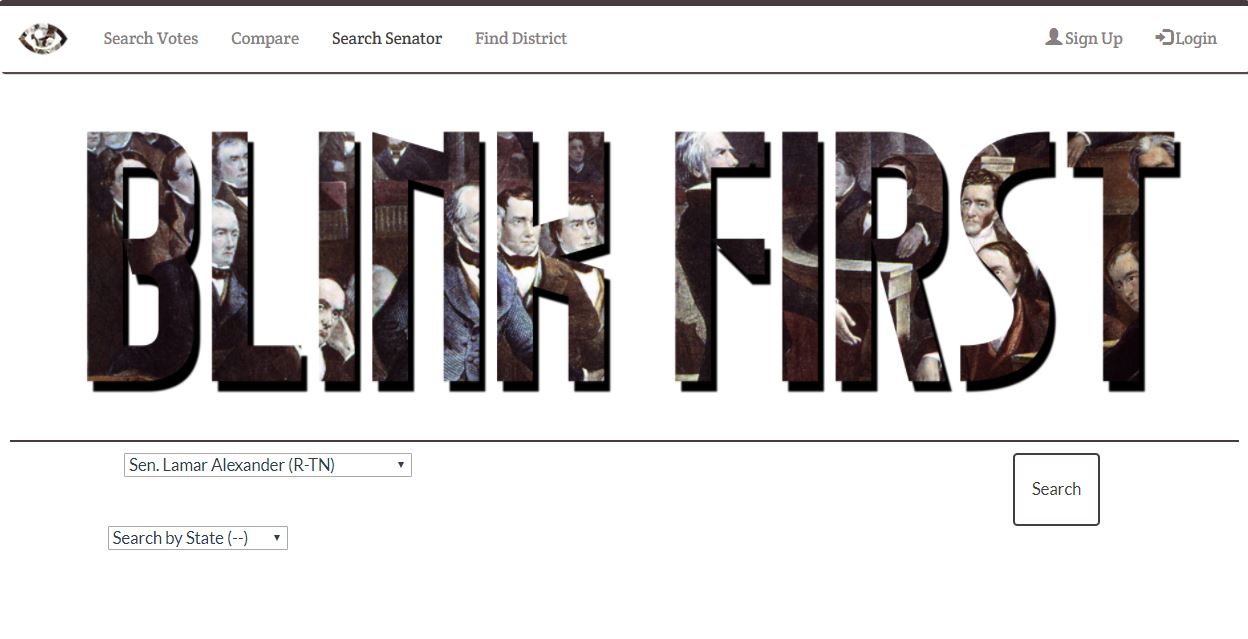 Search Votes Compare Search Senator Find District Sign Up Login
BLINK FIRST
Sen. Lamar Alexander (R-TN)
Search
Search by State (--)